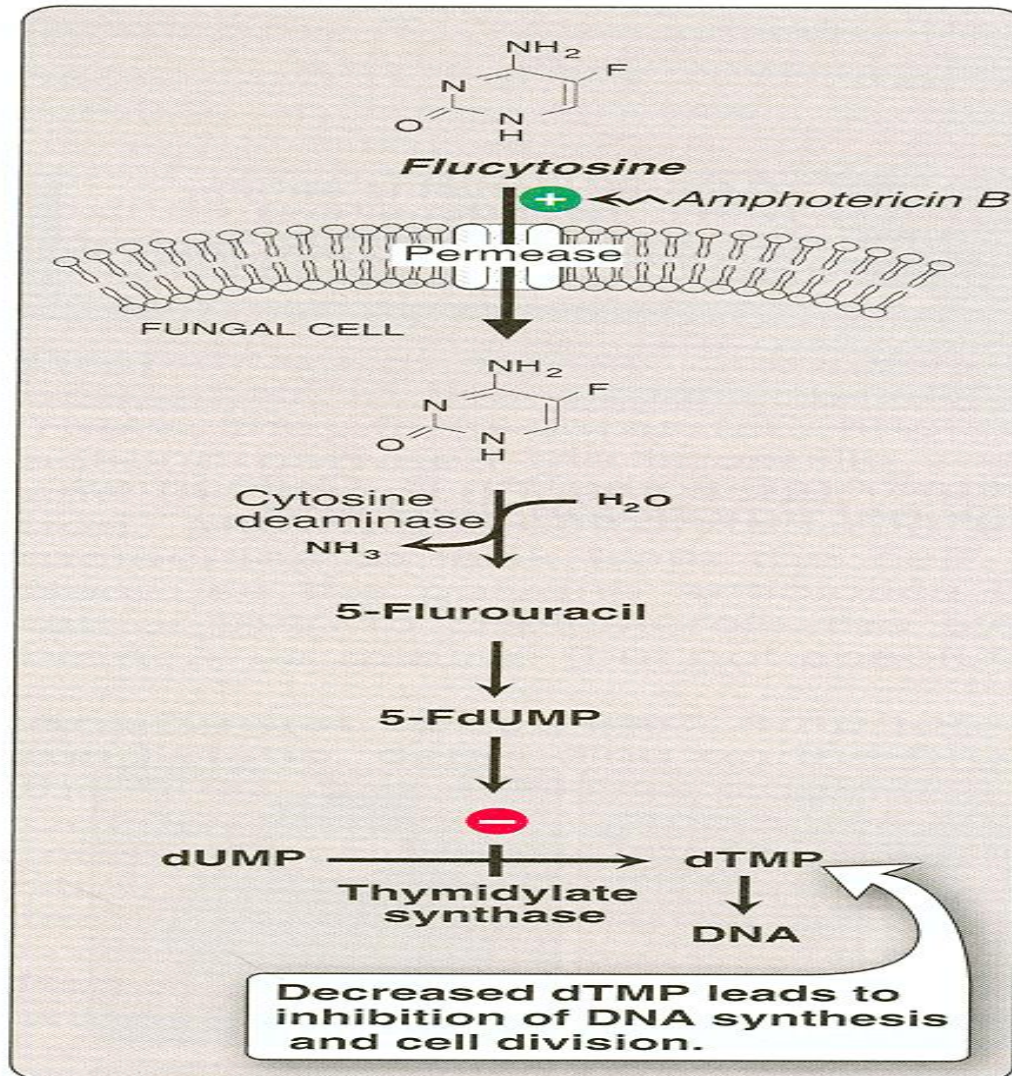 NH₂
N
F
O
N
H
Flucytosine
+
Amphotericin B
Permease
FUNGAL CELL
NH₂
F
N
O
N
H
Cytosine
deaminase
H₂O
NH₃
5-Flurouracil
5-FdUMP
−
dUMP
dTMP
Thymidylate
synthase
DNA
Decreased dTMP leads to
inhibition of DNA synthesis
and cell division.